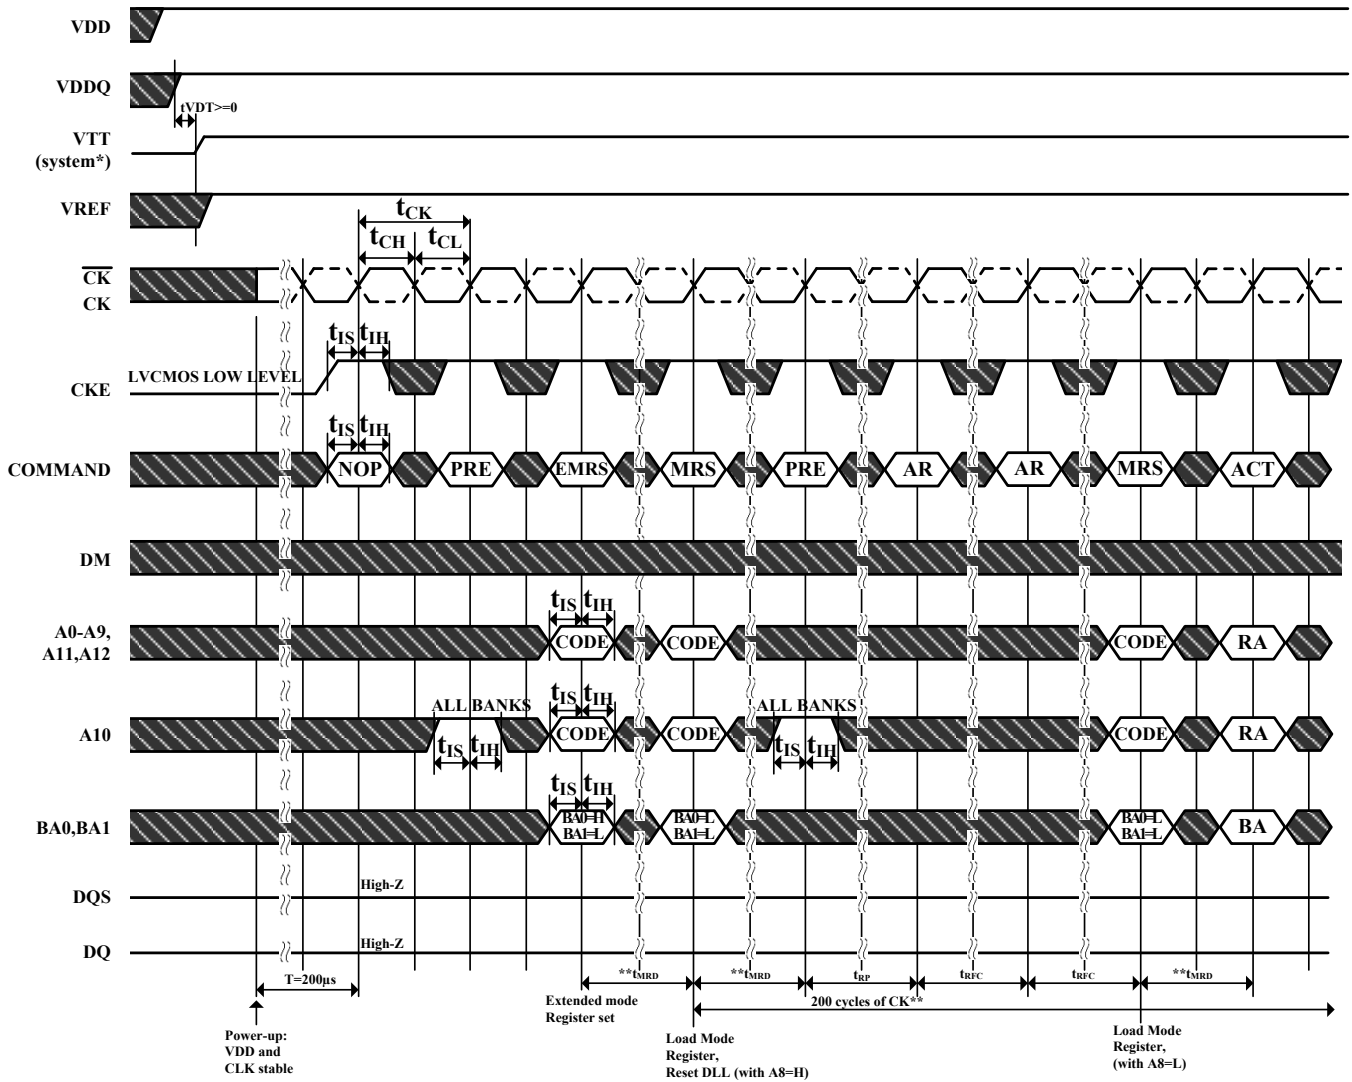 VDD
VDDQ
tVDT>=0
VTT
(system*)
VREF
tCK
tCH tCL
CK
CK
tIS tIH
LVCMOS LOW LEVEL
CKE
tIS tIH
COMMAND NOP PRE EMRS MRS PRE AR AR MRS ACT
DM
tIS tIH
A0-A9,
A11,A12
CODE CODE CODE RA
ALL BANKS tIS tIH ALL BANKS
A10 CODE CODE CODE RA
tIS tIH tIS tIH
tIS tIH
BA0,BA1
BA0=H BA0=L BA0=L
BA1=L BA1=L BA1=L
BA
High-Z
DQS
High-Z
DQ
T=200µs **tMRD **tMRD tRP tRFC tRFC **tMRD
Extended mode
Register set
200 cycles of CK**
Power-up:
VDD and
CLK stable
Load Mode
Register,
Reset DLL (with A8=H)
Load Mode
Register,
(with A8=L)